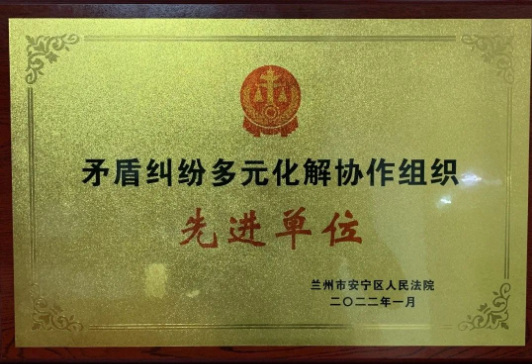 矛盾纠纷多元化解协作组织
先进单位
兰州市安宁区人民法院
二〇二二年一月